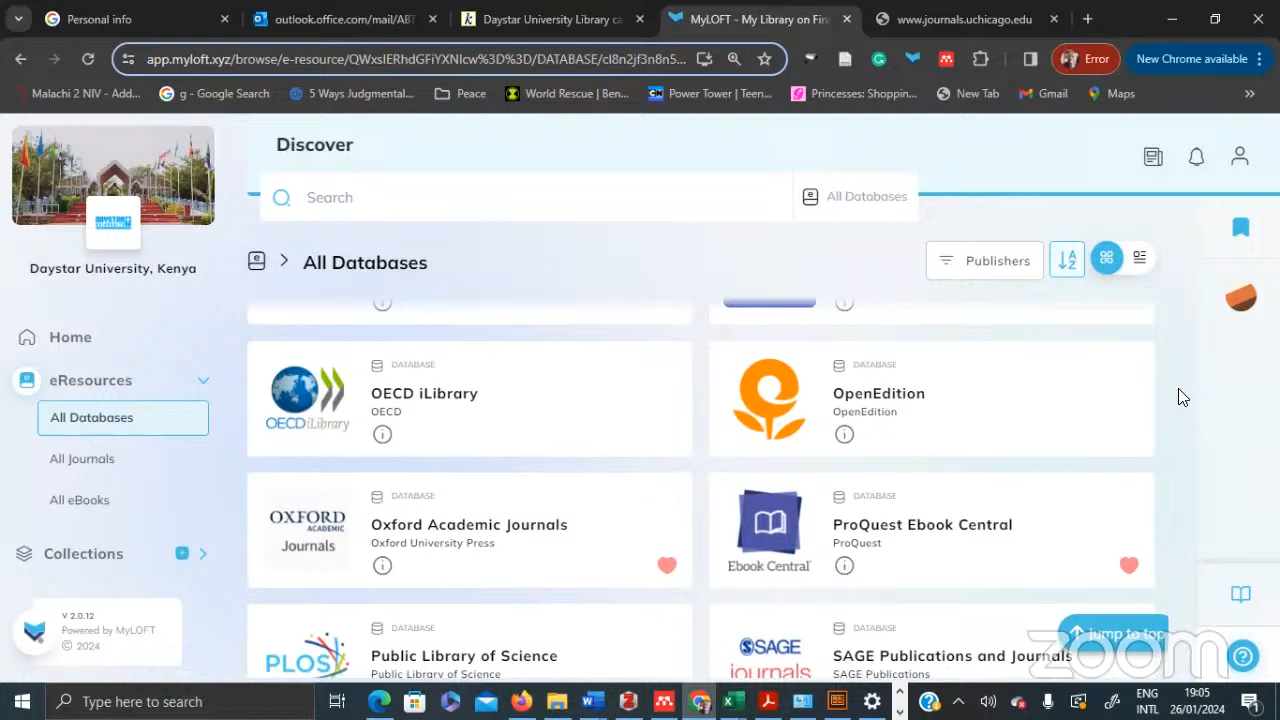 Personal info
outlook.office.com/mail/ABT
Daystar University Library ca
MyLOFT - My Library on Fin
www.journals.uchicago.edu
app.myloft.xyz/browse/e-resource/QWxsIERhdGFiYXNlcw%3D%3D/DATABASE/cl8n2jf3n8n5...
Error
New Chrome available
Malachi 2 NIV - Add...
g - Google Search
5 Ways Judgmental...
Peace
World Rescue | Ben...
Power Tower | Teen...
Princesses: Shoppin...
New Tab
Gmail
Maps
Discover
Search
All Databases
DAYSTAR
Daystar University, Kenya
All Databases
Publishers
Home
eResources
All Databases
All Journals
All eBooks
Collections
DATABASE
OECD iLibrary
OECD
OECD iLibrary
DATABASE
OpenEdition
OpenEdition
DATABASE
Oxford Academic Journals
Oxford University Press
OXFORD
ACADEMIC
Journals
DATABASE
ProQuest Ebook Central
ProQuest
Ebook Central
DATABASE
Public Library of Science
Public Library of Science
PLOS
DATABASE
SAGE Publications and Journals
SAGE Publications
SAGE
journals
jump to top
zoom
V 2.0.12
Powered by MyLOFT
© 2024
Type here to search
ENG
INTL
19:05
26/01/2024
1